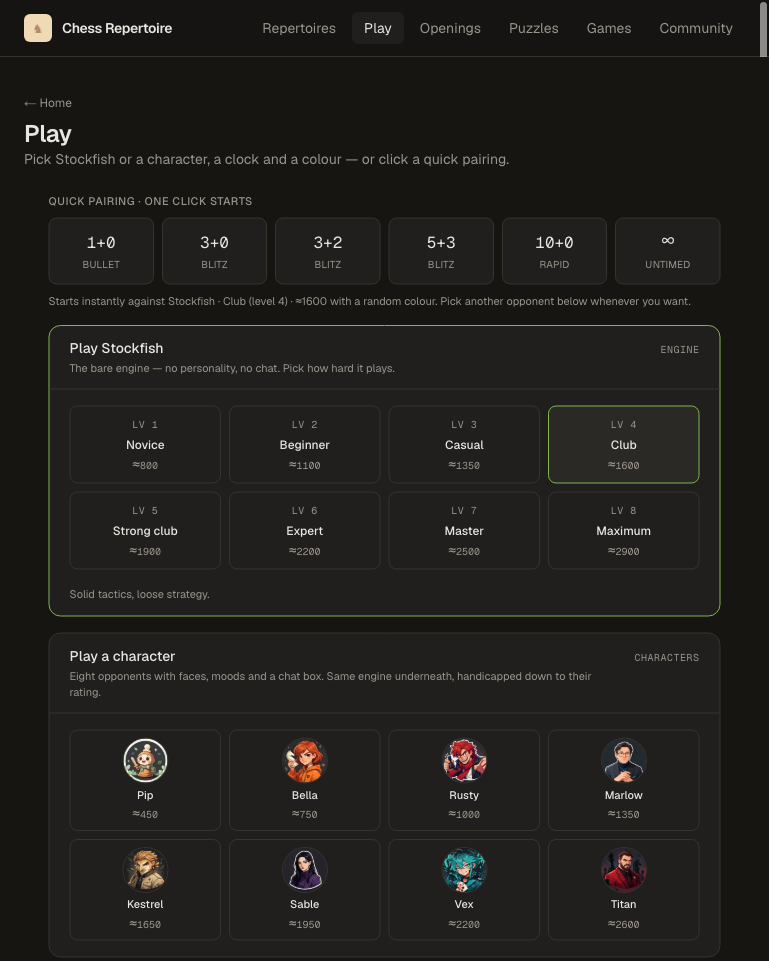 Chess Repertoire
Repertoires
Play
Openings
Puzzles
Games
Community
← Home
Play
Pick Stockfish or a character, a clock and a colour — or click a quick pairing.
QUICK PAIRING · ONE CLICK STARTS
1+0
BULLET
3+0
BLITZ
3+2
BLITZ
5+3
BLITZ
10+0
RAPID
∞
UNTIMED
Starts instantly against Stockfish · Club (level 4) · ≈1600 with a random colour. Pick another opponent below whenever you want.
Play Stockfish
ENGINE
The bare engine — no personality, no chat. Pick how hard it plays.
LV 1
Novice
≈800
LV 2
Beginner
≈1100
LV 3
Casual
≈1350
LV 4
Club
≈1600
LV 5
Strong club
≈1900
LV 6
Expert
≈2200
LV 7
Master
≈2500
LV 8
Maximum
≈2900
Solid tactics, loose strategy.
Play a character
CHARACTERS
Eight opponents with faces, moods and a chat box. Same engine underneath, handicapped down to their
rating.
Pip
≈450
Bella
≈750
Rusty
≈1000
Marlow
≈1350
Kestrel
≈1650
Sable
≈1950
Vex
≈2200
Titan
≈2600